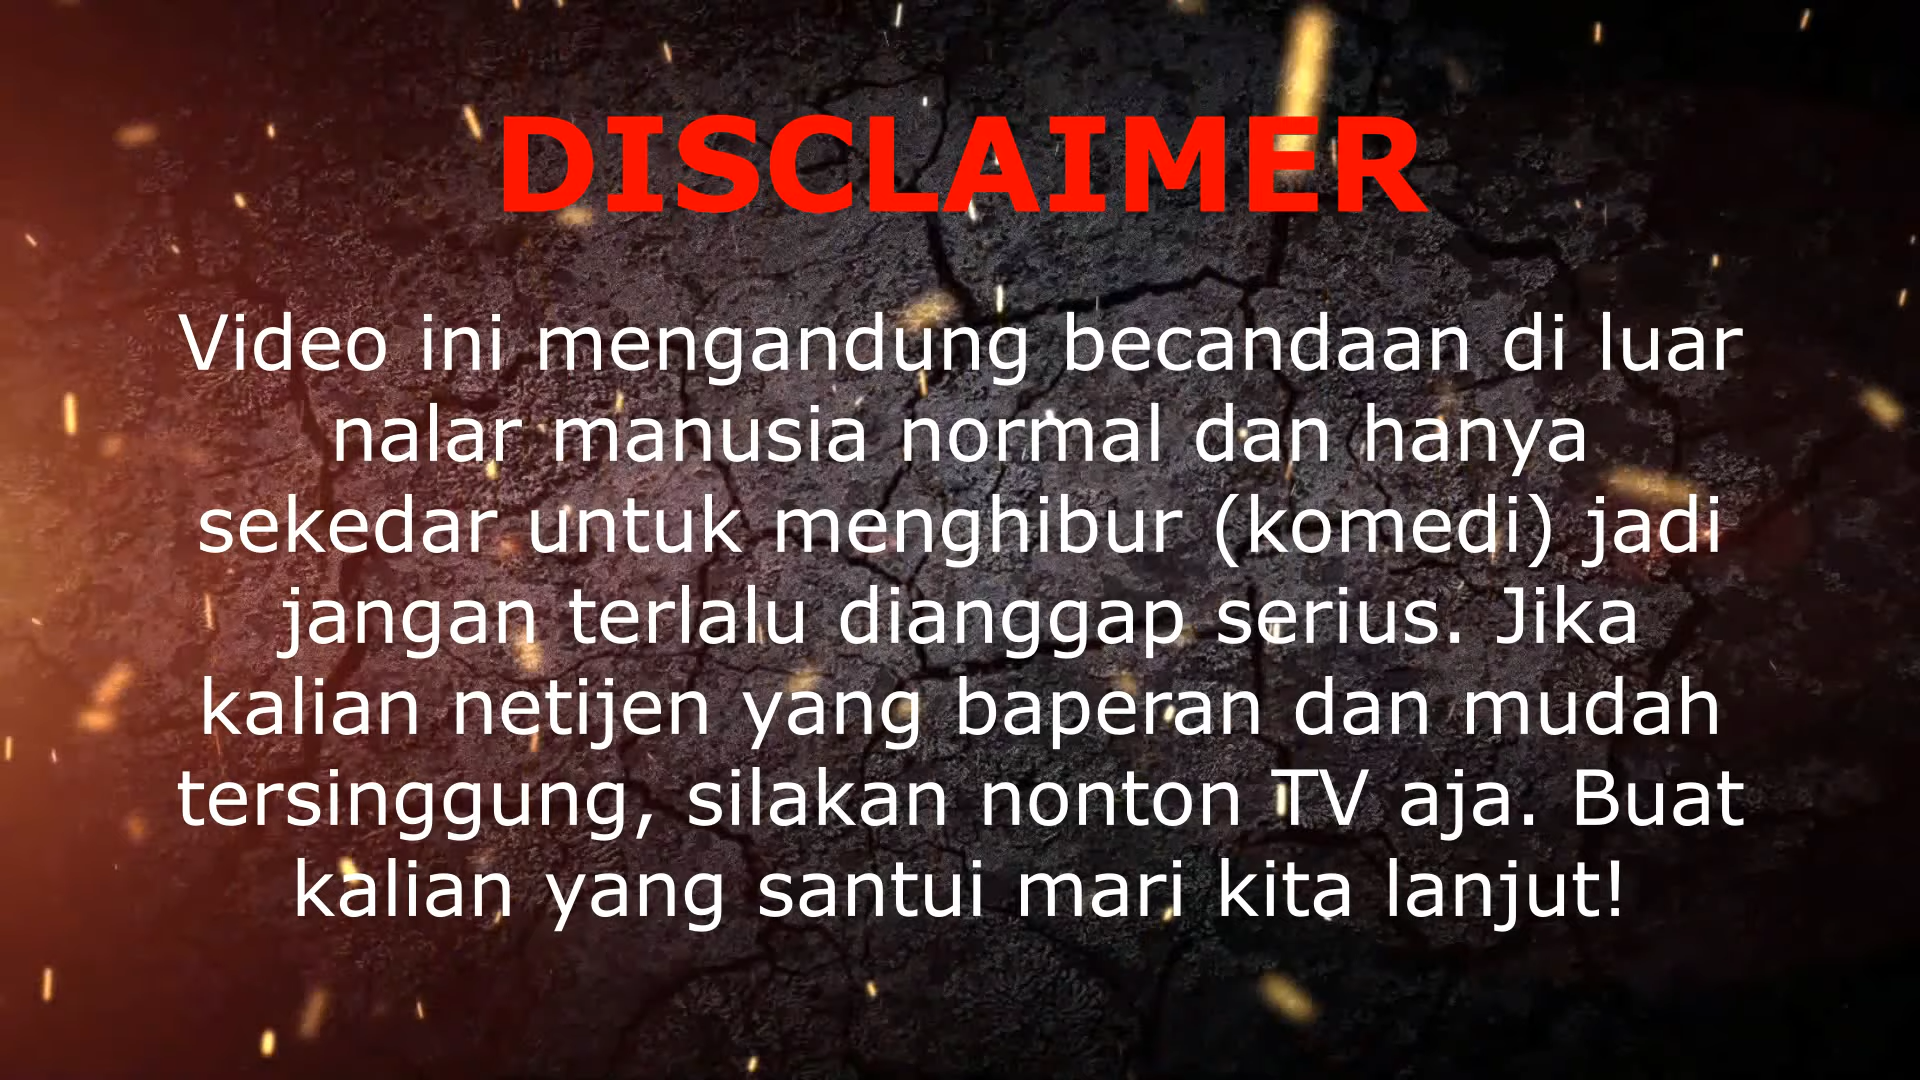 DISCLAIMER
Video ini mengandung becandaan di luar
nalar manusia normal dan hanya
sekedar untuk menghibur (komedi) jadi
jangan terlalu dianggap serius. Jika
kalian netijen yang baperan dan mudah
tersinggung, silakan nonton TV aja. Buat
kalian yang santui mari kita lanjut!